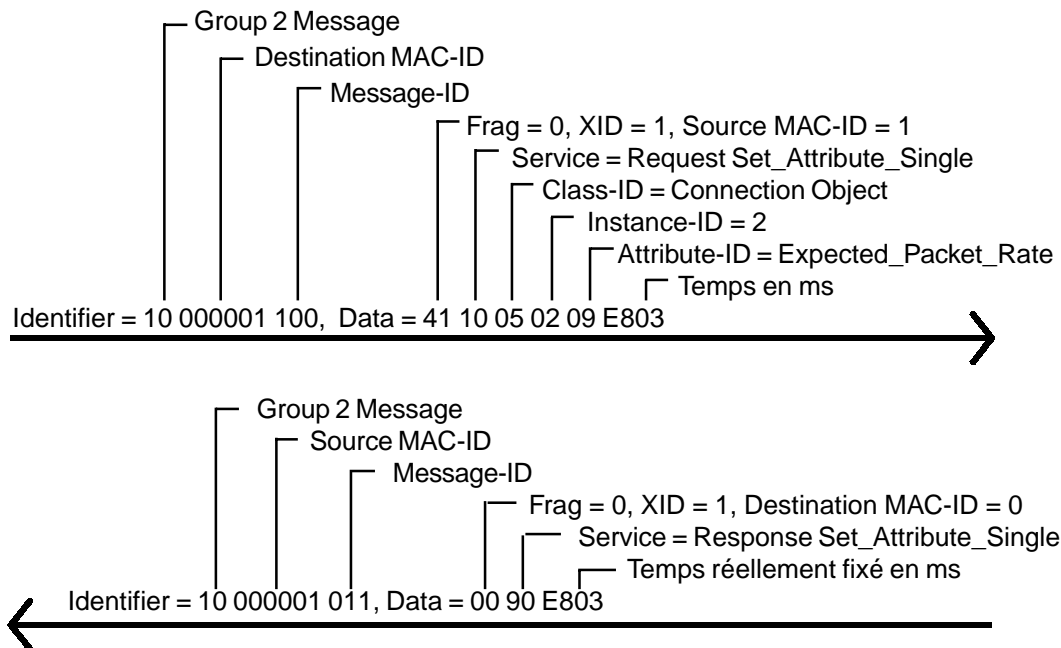 Group 2 Message
Destination MAC-ID
Message-ID
Frag = 0, XID = 1, Source MAC-ID = 1
Service = Request Set_Attribute_Single
Class-ID = Connection Object
Instance-ID = 2
Attribute-ID = Expected_Packet_Rate
Temps en ms
Identifier = 10 000001 100, Data = 41 10 05 02 09 E803
Group 2 Message
Source MAC-ID
Message-ID
Frag = 0, XID = 1, Destination MAC-ID = 0
Service = Response Set_Attribute_Single
Temps réellement fixé en ms
Identifier = 10 000001 011, Data = 00 90 E803